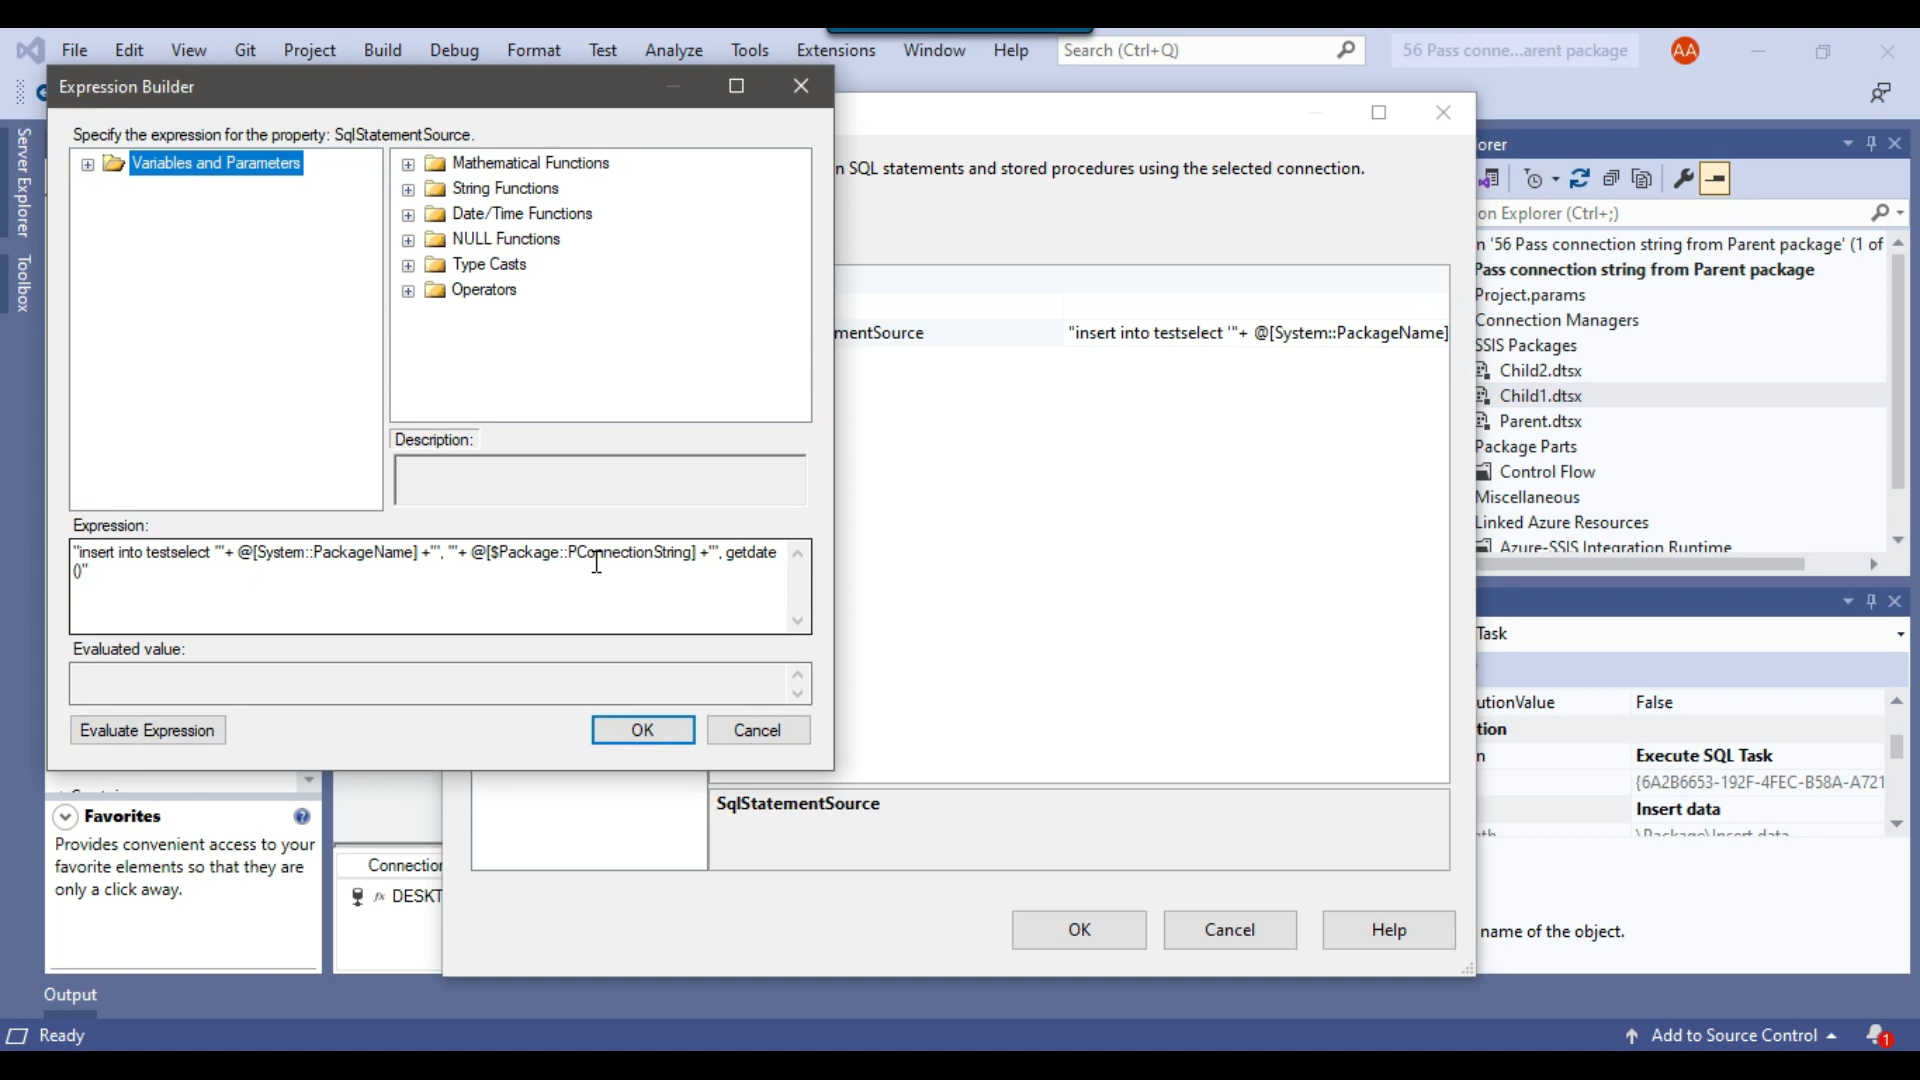 File Edit View Git Project Build Debug Format Test Analyze Tools Extensions Window Help Search (Ctrl+Q) 56 Pass conne...arent package AA
Expression Builder
Specify the expression for the property: SqlStatementSource.
Variables and Parameters
Mathematical Functions
String Functions
Date/Time Functions
NULL Functions
Type Casts
Operators
Description:
Expression:
"insert into testselect '"+ @[System::PackageName] +"', '"+ @[$Package::PConnectionString] +"', getdate
()"
Evaluated value:
Evaluate Expression OK Cancel
Server Explorer
Toolbox
n SQL statements and stored procedures using the selected connection.
mentSource "insert into testselect '"+ @[System::PackageName]
SqlStatementSource
OK Cancel Help
Favorites
Provides convenient access to your
favorite elements so that they are
only a click away.
Connection
fx DESKT
orer
on Explorer (Ctrl+;)
n '56 Pass connection string from Parent package' (1 of
Pass connection string from Parent package
Project.params
Connection Managers
SSIS Packages
Child2.dtsx
Child1.dtsx
Parent.dtsx
Package Parts
Control Flow
Miscellaneous
Linked Azure Resources
Azure-SSIS Integration Runtime
Task
utionValue False
tion
n Execute SQL Task
{6A2B6653-192F-4FEC-B58A-A721
Insert data
ath \Package\Insert data
name of the object.
Output
Ready
Add to Source Control 1